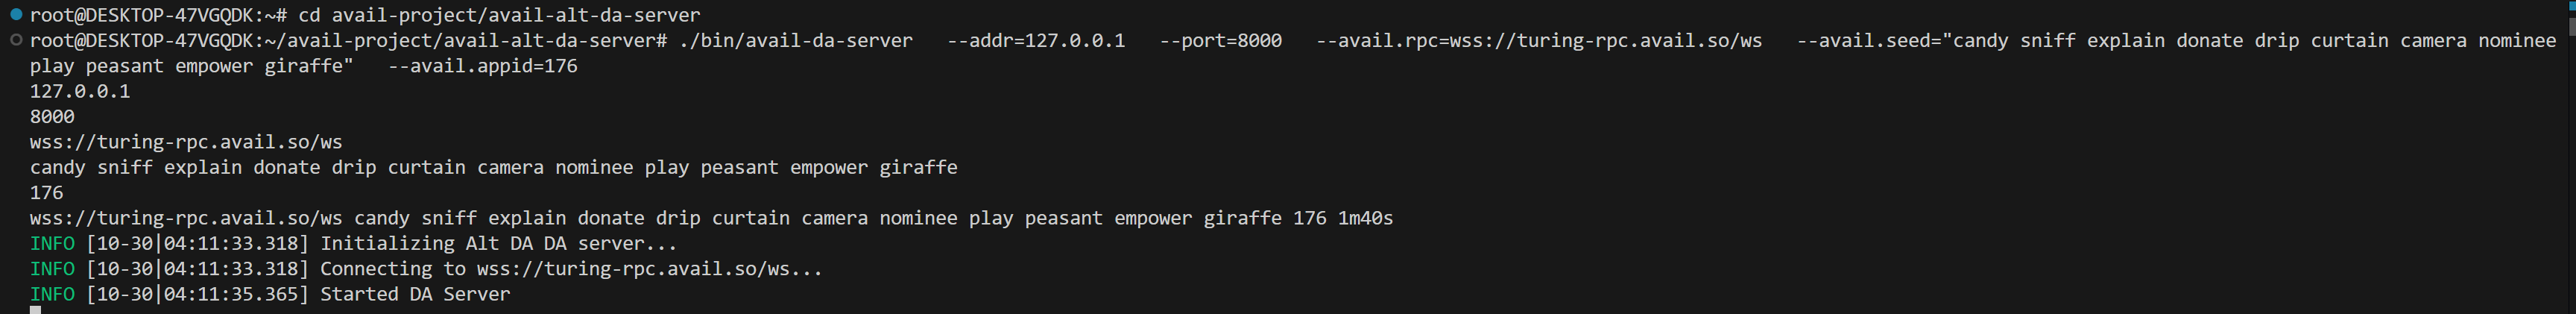 root@DESKTOP-47VGQDK:~# cd avail-project/avail-alt-da-server
root@DESKTOP-47VGQDK:~/avail-project/avail-alt-da-server# ./bin/avail-da-server   --addr=127.0.0.1   --port=8000   --avail.rpc=wss://turing-rpc.avail.so/ws   --avail.seed="candy sniff explain donate drip curtain camera nominee
play peasant empower giraffe"   --avail.appid=176
127.0.0.1
8000
wss://turing-rpc.avail.so/ws
candy sniff explain donate drip curtain camera nominee play peasant empower giraffe
176
wss://turing-rpc.avail.so/ws candy sniff explain donate drip curtain camera nominee play peasant empower giraffe 176 1m40s
INFO [10-30|04:11:33.318] Initializing Alt DA DA server...
INFO [10-30|04:11:33.318] Connecting to wss://turing-rpc.avail.so/ws...
INFO [10-30|04:11:35.365] Started DA Server